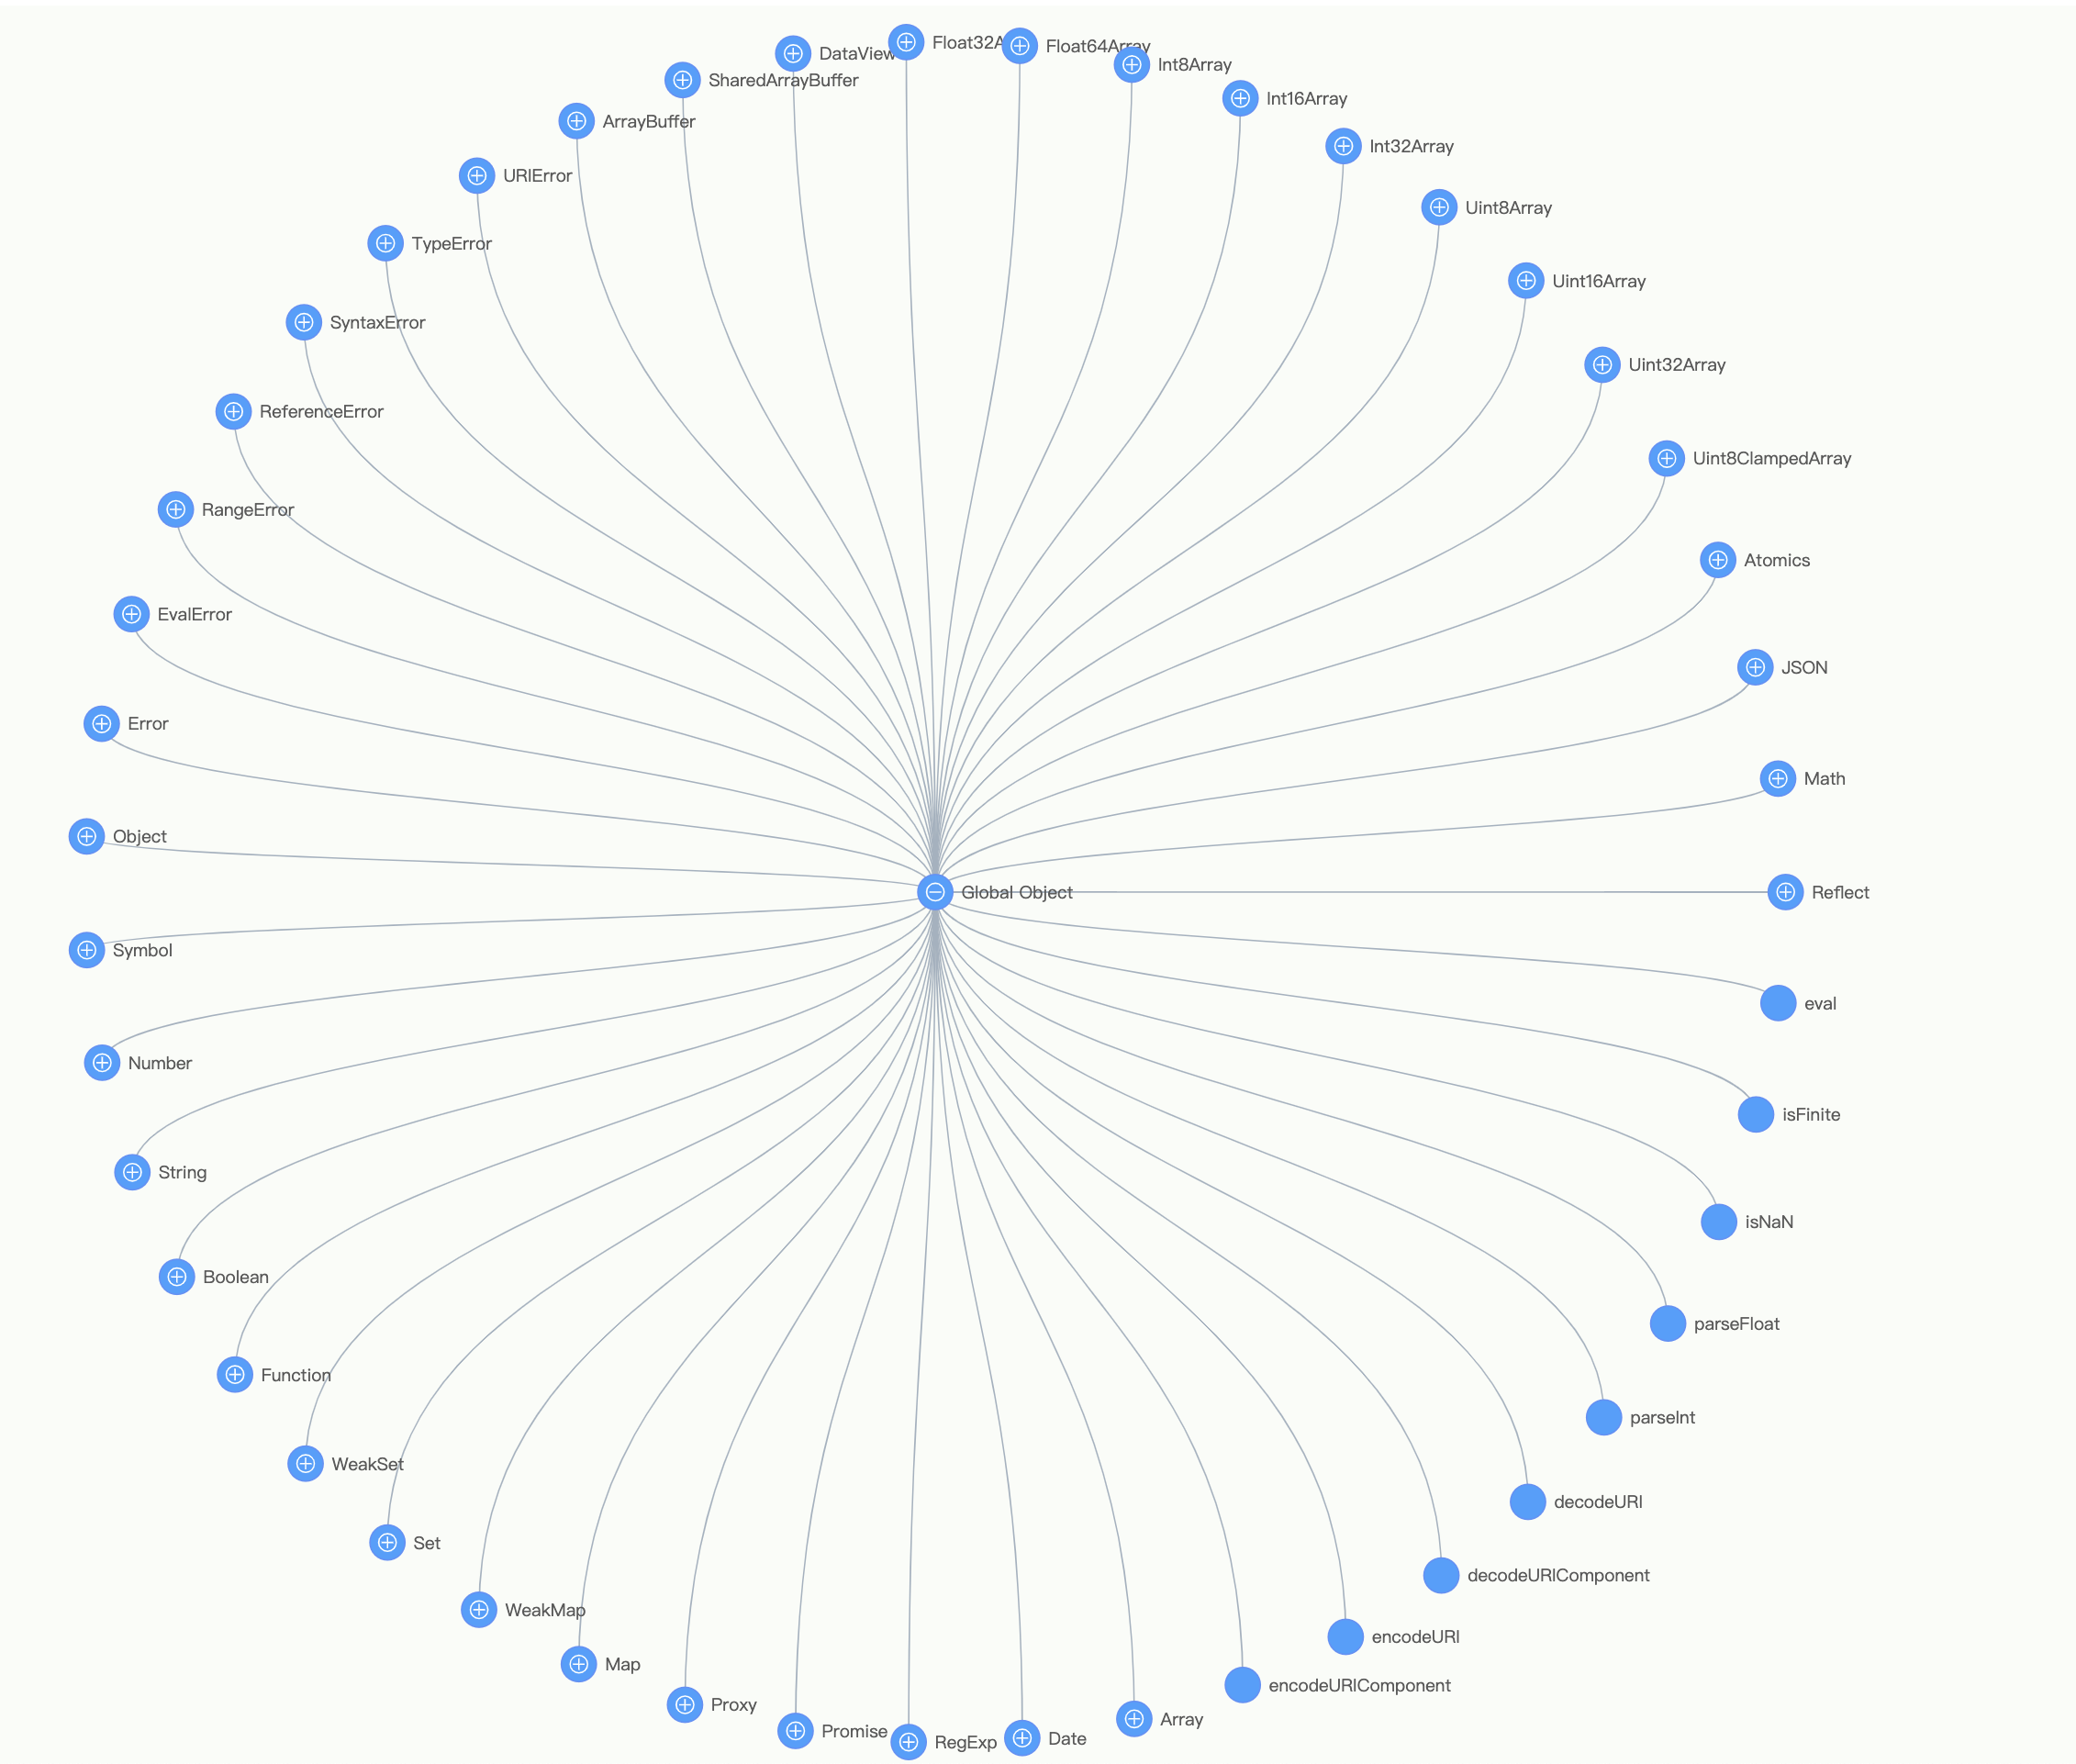 Float32A
Float64Array
DataView
Int8Array
SharedArrayBuffer
Int16Array
ArrayBuffer
Int32Array
URIError
Uint8Array
TypeError
Uint16Array
SyntaxError
Uint32Array
ReferenceError
Uint8ClampedArray
RangeError
Atomics
EvalError
JSON
Error
Math
Object
Global Object
Reflect
Symbol
eval
Number
isFinite
String
isNaN
Boolean
parseFloat
Function
parseInt
WeakSet
decodeURI
Set
decodeURIComponent
WeakMap
encodeURI
Map
encodeURIComponent
Proxy
Array
Promise
Date
RegExp